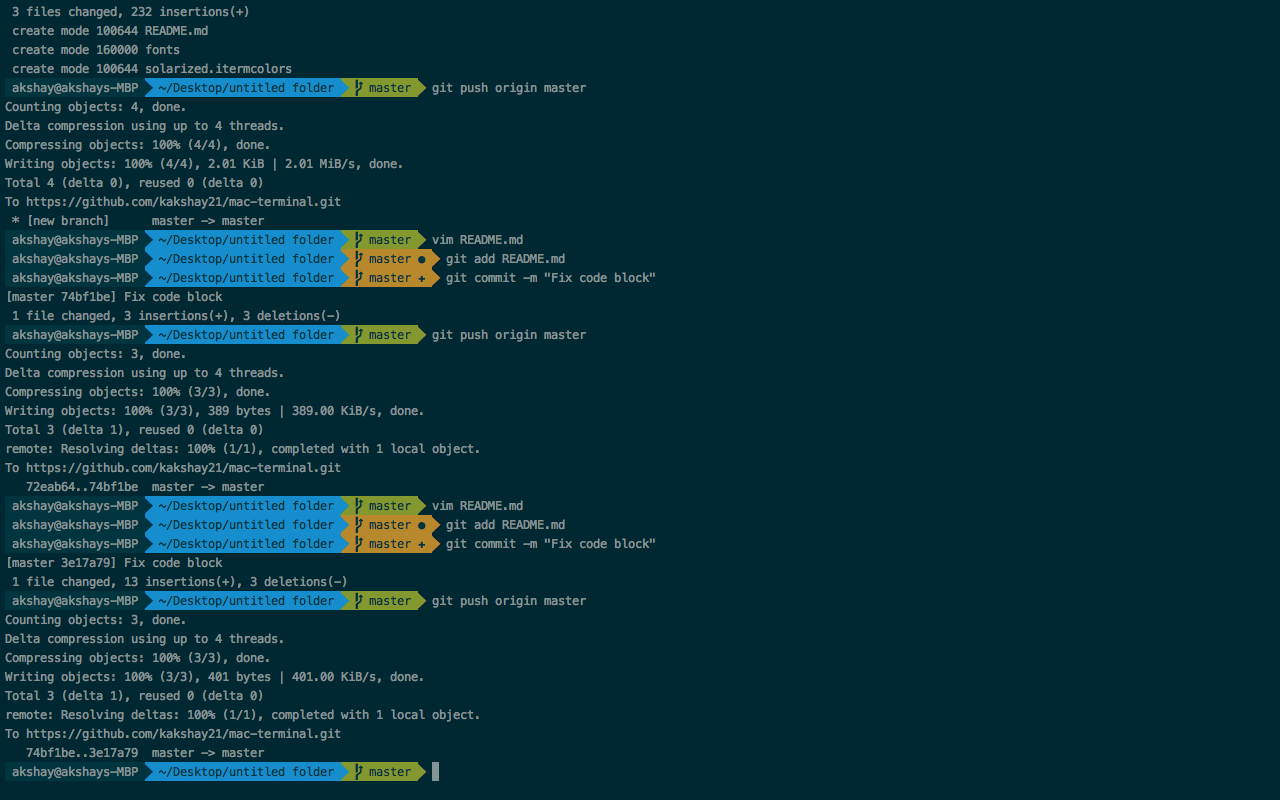 3 files changed, 232 insertions(+)
create mode 100644 README.md
create mode 160000 fonts
create mode 100644 solarized.itermcolors
akshay@akshays-MBP ~/Desktop/untitled folder master git push origin master
Counting objects: 4, done.
Delta compression using up to 4 threads.
Compressing objects: 100% (4/4), done.
Writing objects: 100% (4/4), 2.01 KiB | 2.01 MiB/s, done.
Total 4 (delta 0), reused 0 (delta 0)
To https://github.com/kakshay21/mac-terminal.git
* [new branch] master -> master
akshay@akshays-MBP ~/Desktop/untitled folder master vim README.md
akshay@akshays-MBP ~/Desktop/untitled folder master ● git add README.md
akshay@akshays-MBP ~/Desktop/untitled folder master + git commit -m "Fix code block"
[master 74bf1be] Fix code block
1 file changed, 3 insertions(+), 3 deletions(-)
akshay@akshays-MBP ~/Desktop/untitled folder master git push origin master
Counting objects: 3, done.
Delta compression using up to 4 threads.
Compressing objects: 100% (3/3), done.
Writing objects: 100% (3/3), 389 bytes | 389.00 KiB/s, done.
Total 3 (delta 1), reused 0 (delta 0)
remote: Resolving deltas: 100% (1/1), completed with 1 local object.
To https://github.com/kakshay21/mac-terminal.git
72eab64..74bf1be master -> master
akshay@akshays-MBP ~/Desktop/untitled folder master vim README.md
akshay@akshays-MBP ~/Desktop/untitled folder master ● git add README.md
akshay@akshays-MBP ~/Desktop/untitled folder master + git commit -m "Fix code block"
[master 3e17a79] Fix code block
1 file changed, 13 insertions(+), 3 deletions(-)
akshay@akshays-MBP ~/Desktop/untitled folder master git push origin master
Counting objects: 3, done.
Delta compression using up to 4 threads.
Compressing objects: 100% (3/3), done.
Writing objects: 100% (3/3), 401 bytes | 401.00 KiB/s, done.
Total 3 (delta 1), reused 0 (delta 0)
remote: Resolving deltas: 100% (1/1), completed with 1 local object.
To https://github.com/kakshay21/mac-terminal.git
74bf1be..3e17a79 master -> master
akshay@akshays-MBP ~/Desktop/untitled folder master